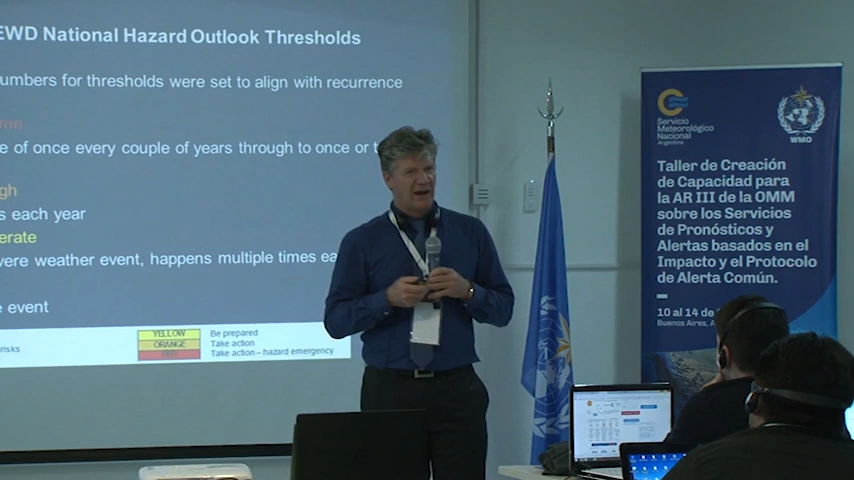 EWD National Hazard Outlook Thresholds
umbers for thresholds were set to align with recurrence
me
e of once every couple of years through to once or t
gh
s each year
erate
vere weather event, happens multiple times ea
e event
risks
YELLOW Be prepared
ORANGE Take action
RED Take action – hazard emergency
Servicio
Meteorológico
Nacional
Argentina
WMO
Taller de Creación
de Capacidad para
la AR III de la OMM
sobre los Servicios
de Pronósticos y
Alertas basados en el
Impacto y el Protocolo
de Alerta Común.
10 al 14 de
Buenos Aires, A